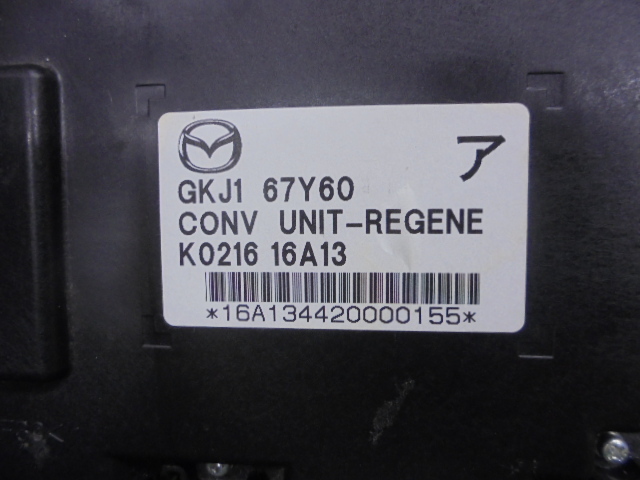 ア
GKJ1 67Y60
CONV UNIT-REGENE
K0216 16A13
*16A134420000155*